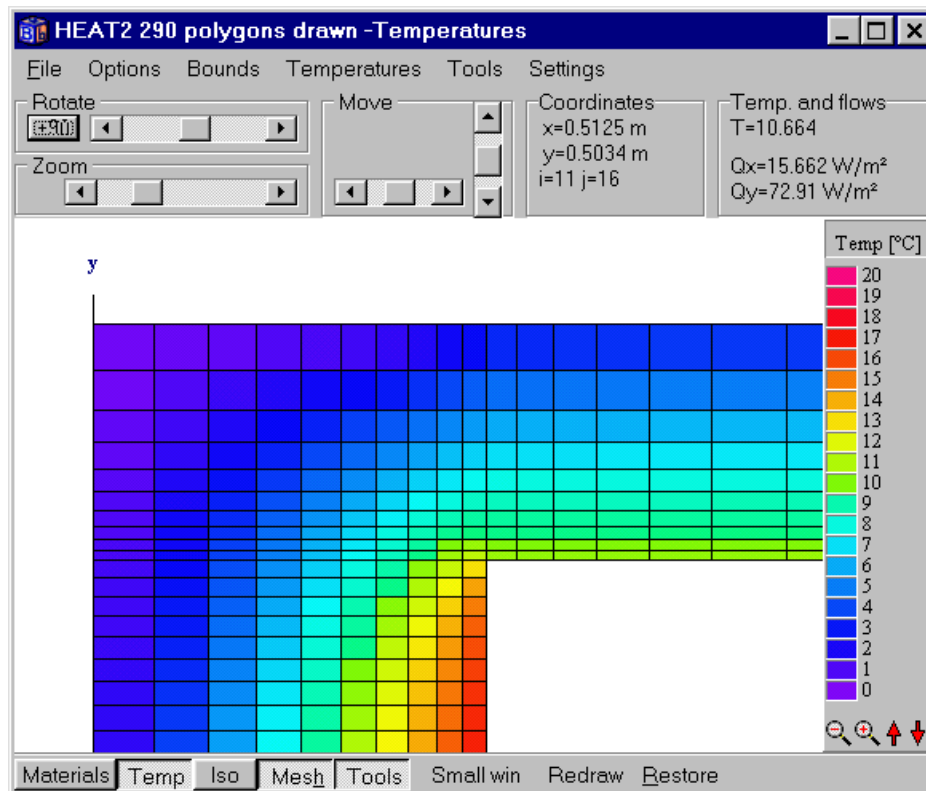 HEAT2 290 polygons drawn -Temperatures
File Options Bounds Temperatures Tools Settings
Rotate
Move
Coordinates
x=0.5125 m
y=0.5034 m
i=11 j=16
Temp. and flows
T=10.664
Qx=15.662 W/m²
Qy=72.91 W/m²
Zoom
y
Temp [°C]
20
19
18
17
16
15
14
13
12
11
10
9
8
7
6
5
4
3
2
1
0
Materials Temp Iso Mesh Tools Small win Redraw Restore